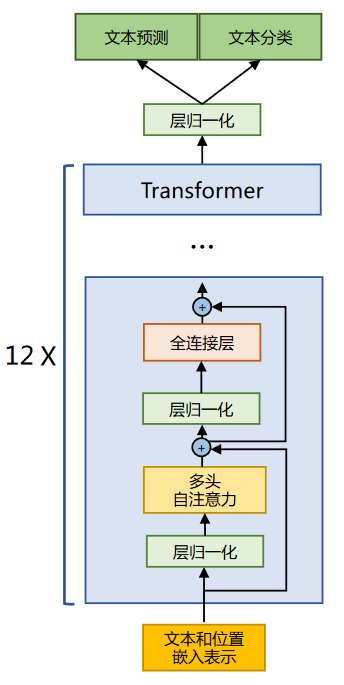 文本预测
文本分类
层归一化
Transformer
...
12 X
+
全连接层
层归一化
+
多头
自注意力
层归一化
文本和位置
嵌入表示